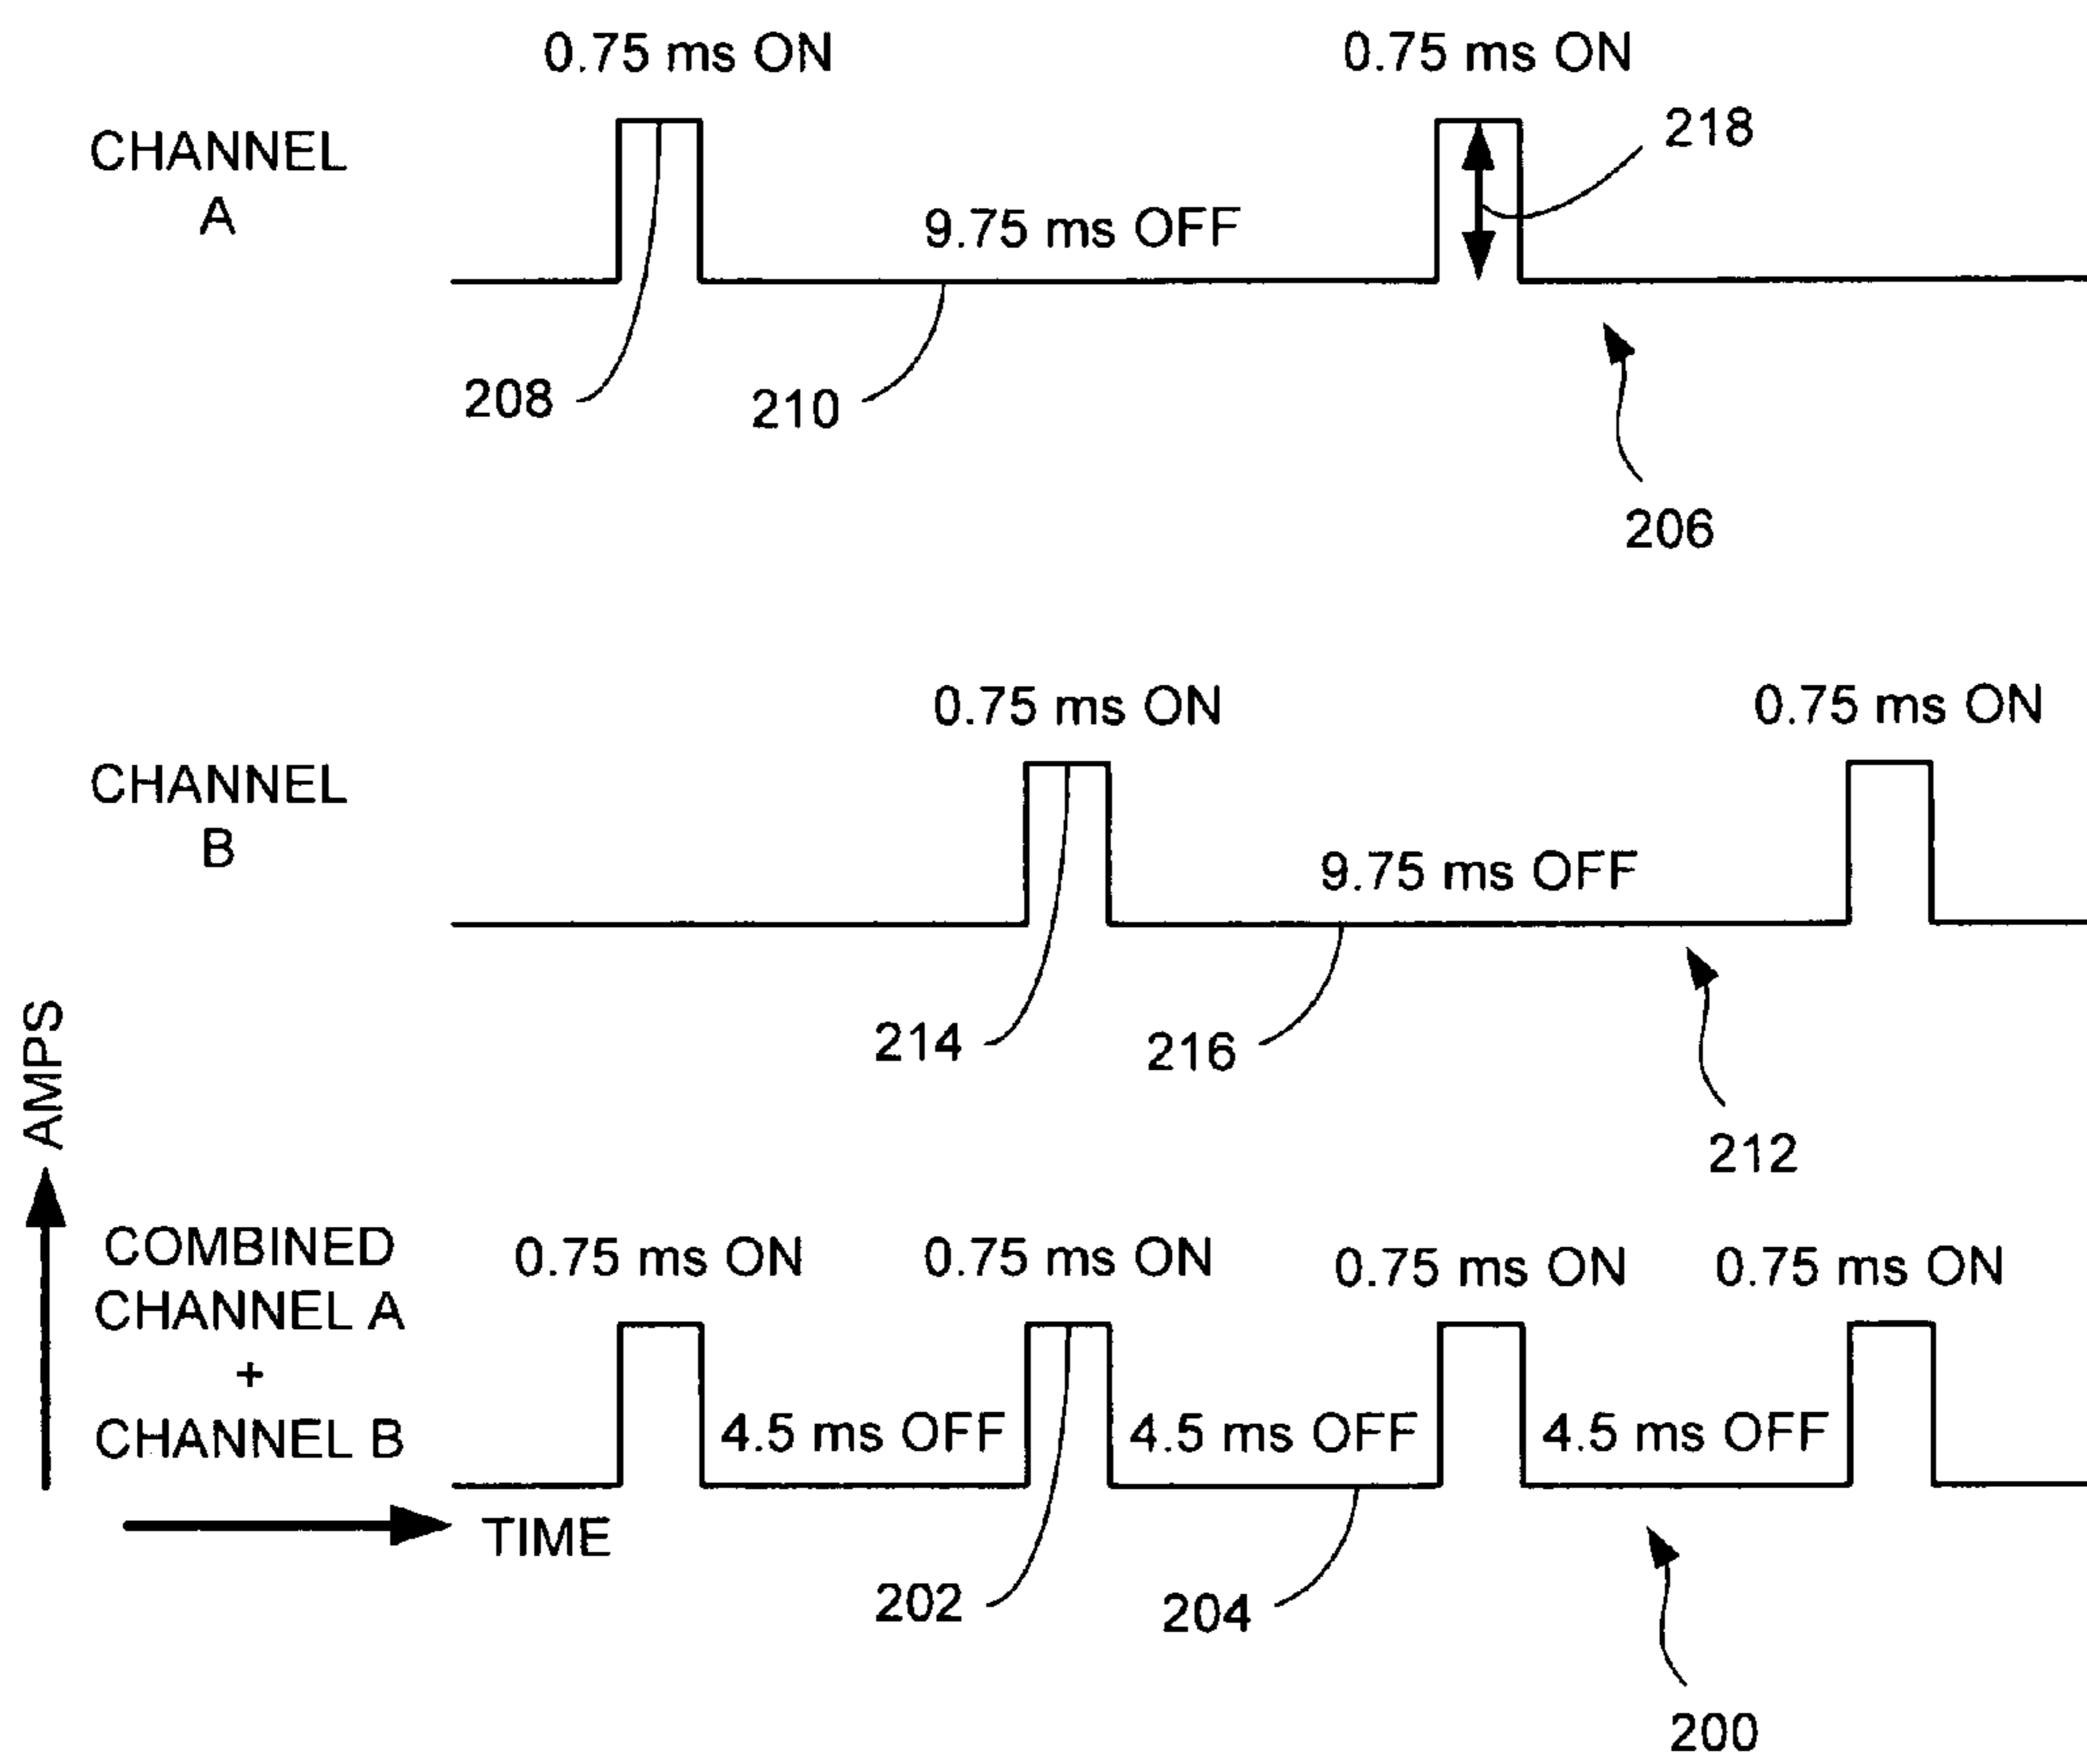 0.75 ms ON
0.75 ms ON
218
CHANNEL
A
9.75 ms OFF
208
210
206
0.75 ms ON
0.75 ms ON
CHANNEL
B
9.75 ms OFF
214
216
212
AMPS
COMBINED
CHANNEL A
+
CHANNEL B
0.75 ms ON
0.75 ms ON
0.75 ms ON
0.75 ms ON
4.5 ms OFF
4.5 ms OFF
4.5 ms OFF
TIME
202
204
200